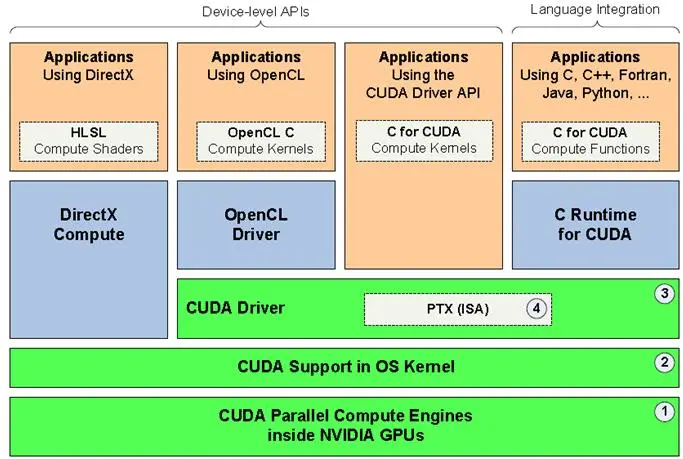 Device-level APIs
Language Integration
Applications
Using DirectX
HLSL
Compute Shaders
Applications
Using OpenCL
OpenCL C
Compute Kernels
Applications
Using the
CUDA Driver API
C for CUDA
Compute Kernels
Applications
Using C, C++, Fortran,
Java, Python, ...
C for CUDA
Compute Functions
DirectX
Compute
OpenCL
Driver
C Runtime
for CUDA
CUDA Driver
PTX (ISA)
4
3
CUDA Support in OS Kernel
2
CUDA Parallel Compute Engines
inside NVIDIA GPUs
1